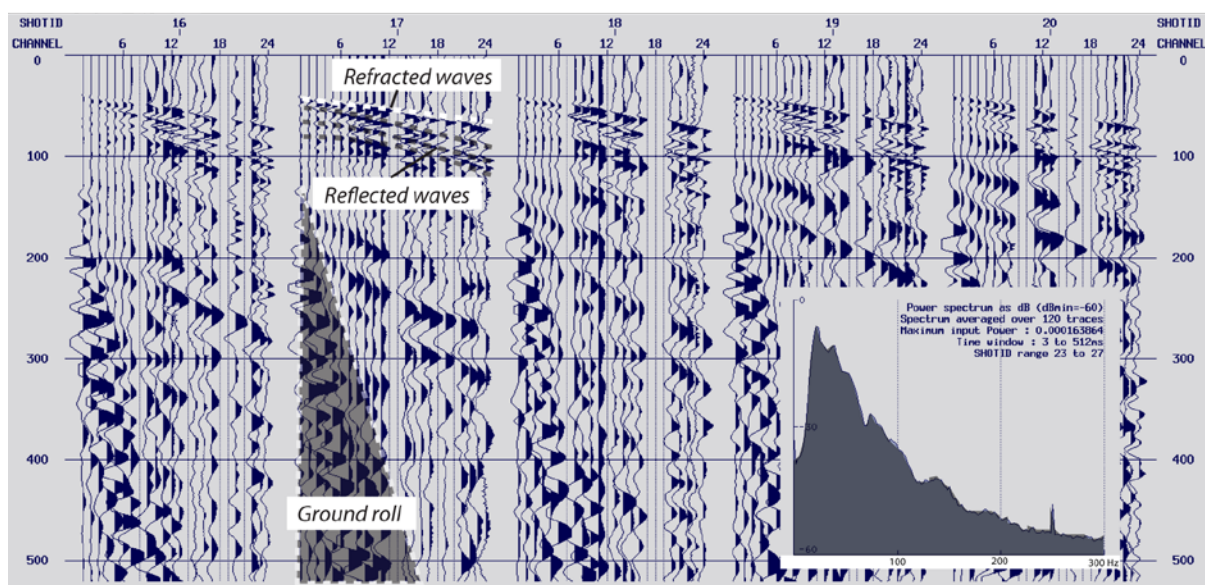 SHOTID 16 17 18 19 20 SHOTID
CHANNEL 6 12 18 24 6 12 18 24 6 12 18 24 6 12 18 24 6 12 18 24 CHANNEL
0 0
Refracted waves
100 100
Reflected waves
200 200
0
Power spectrum as dB (dBmin=-60)
Spectrum averaged over 120 traces
Maximum input Power : 0.000163864
Time window : 3 to 512ms
SHOTID range 23 to 27
300 300
-30
400 400
Ground roll
-60
500 500
100 200 300 Hz